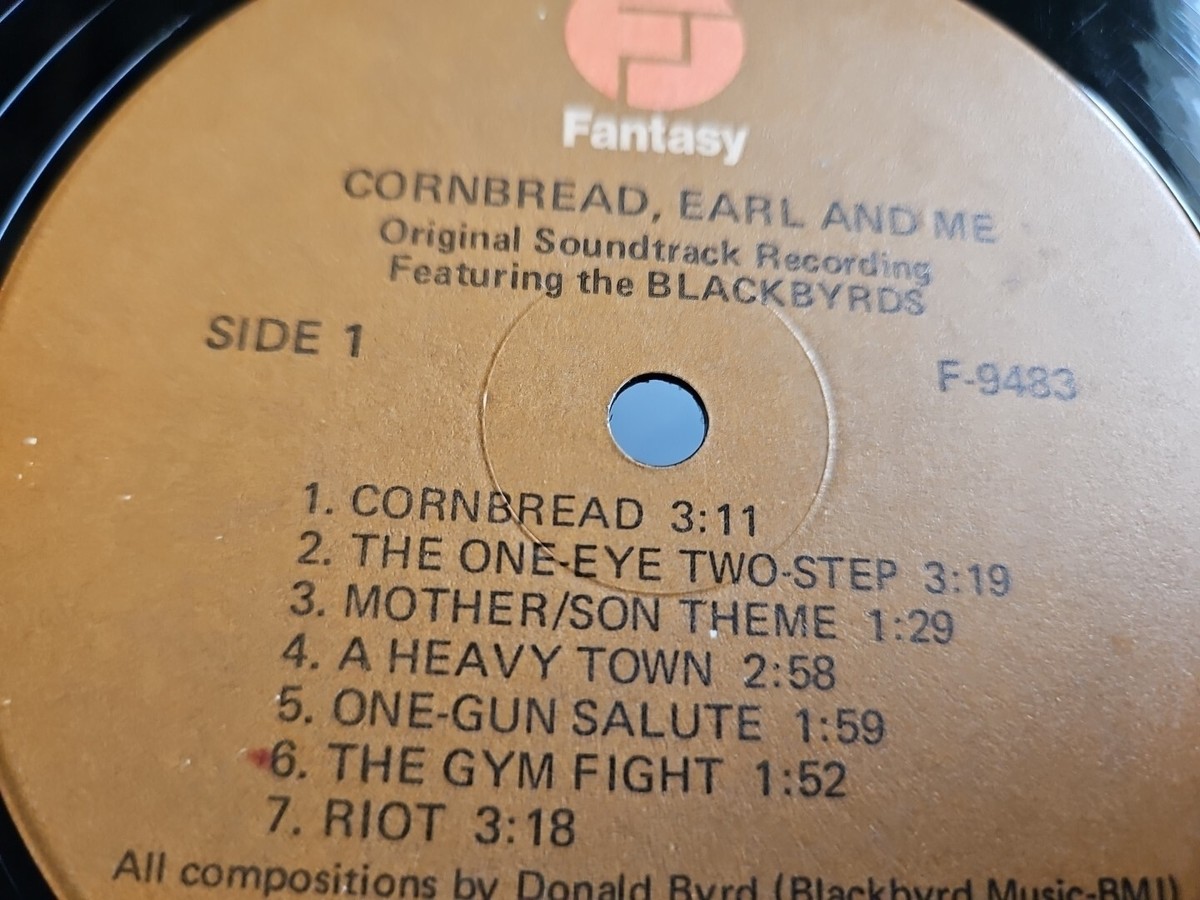 Fantasy
CORNBREAD, EARL AND ME
Original Soundtrack Recording
Featuring the BLACKBYRDS
SIDE 1
F-9483
1. CORNBREAD 3:11
2. THE ONE-EYE TWO-STEP 3:19
3. MOTHER/SON THEME 1:29
4. A HEAVY TOWN 2:58
5. ONE-GUN SALUTE 1:59
6. THE GYM FIGHT 1:52
7. RIOT 3:18
All compositions by Donald Byrd (Blackbyrd Music-BMI)